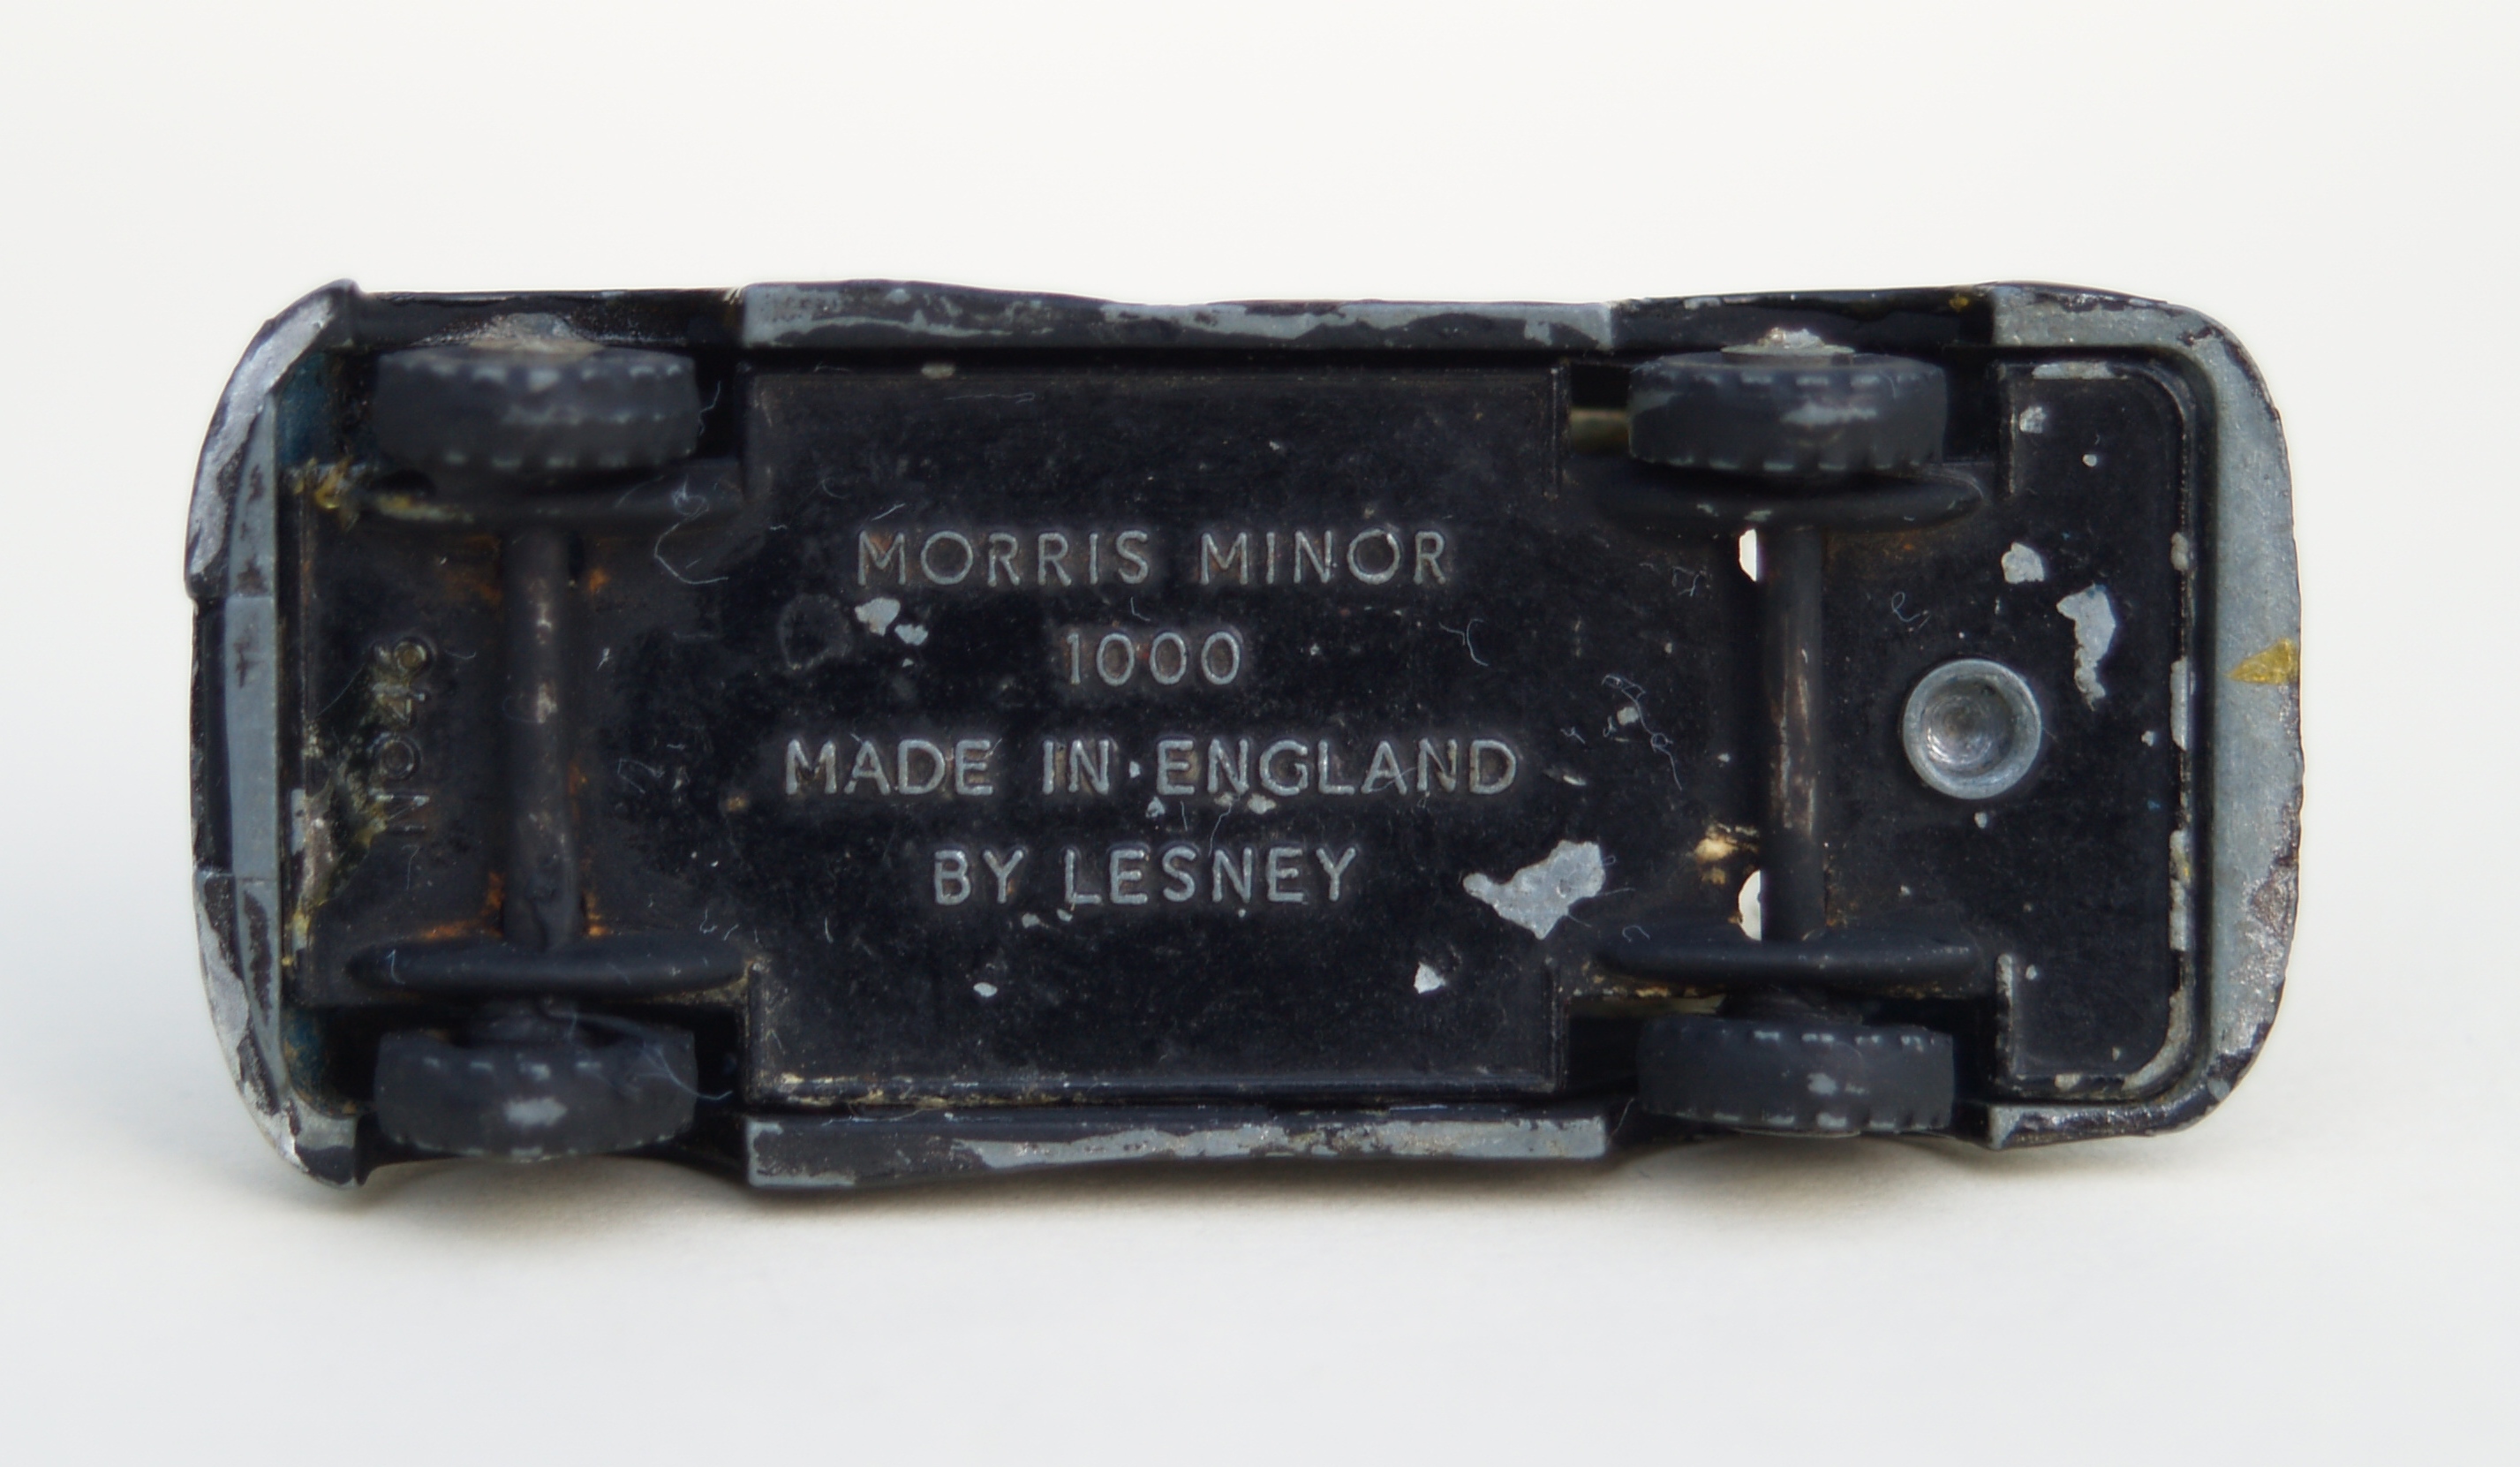 MORRIS MINOR
1000
MADE IN ENGLAND
BY LESNEY
No46